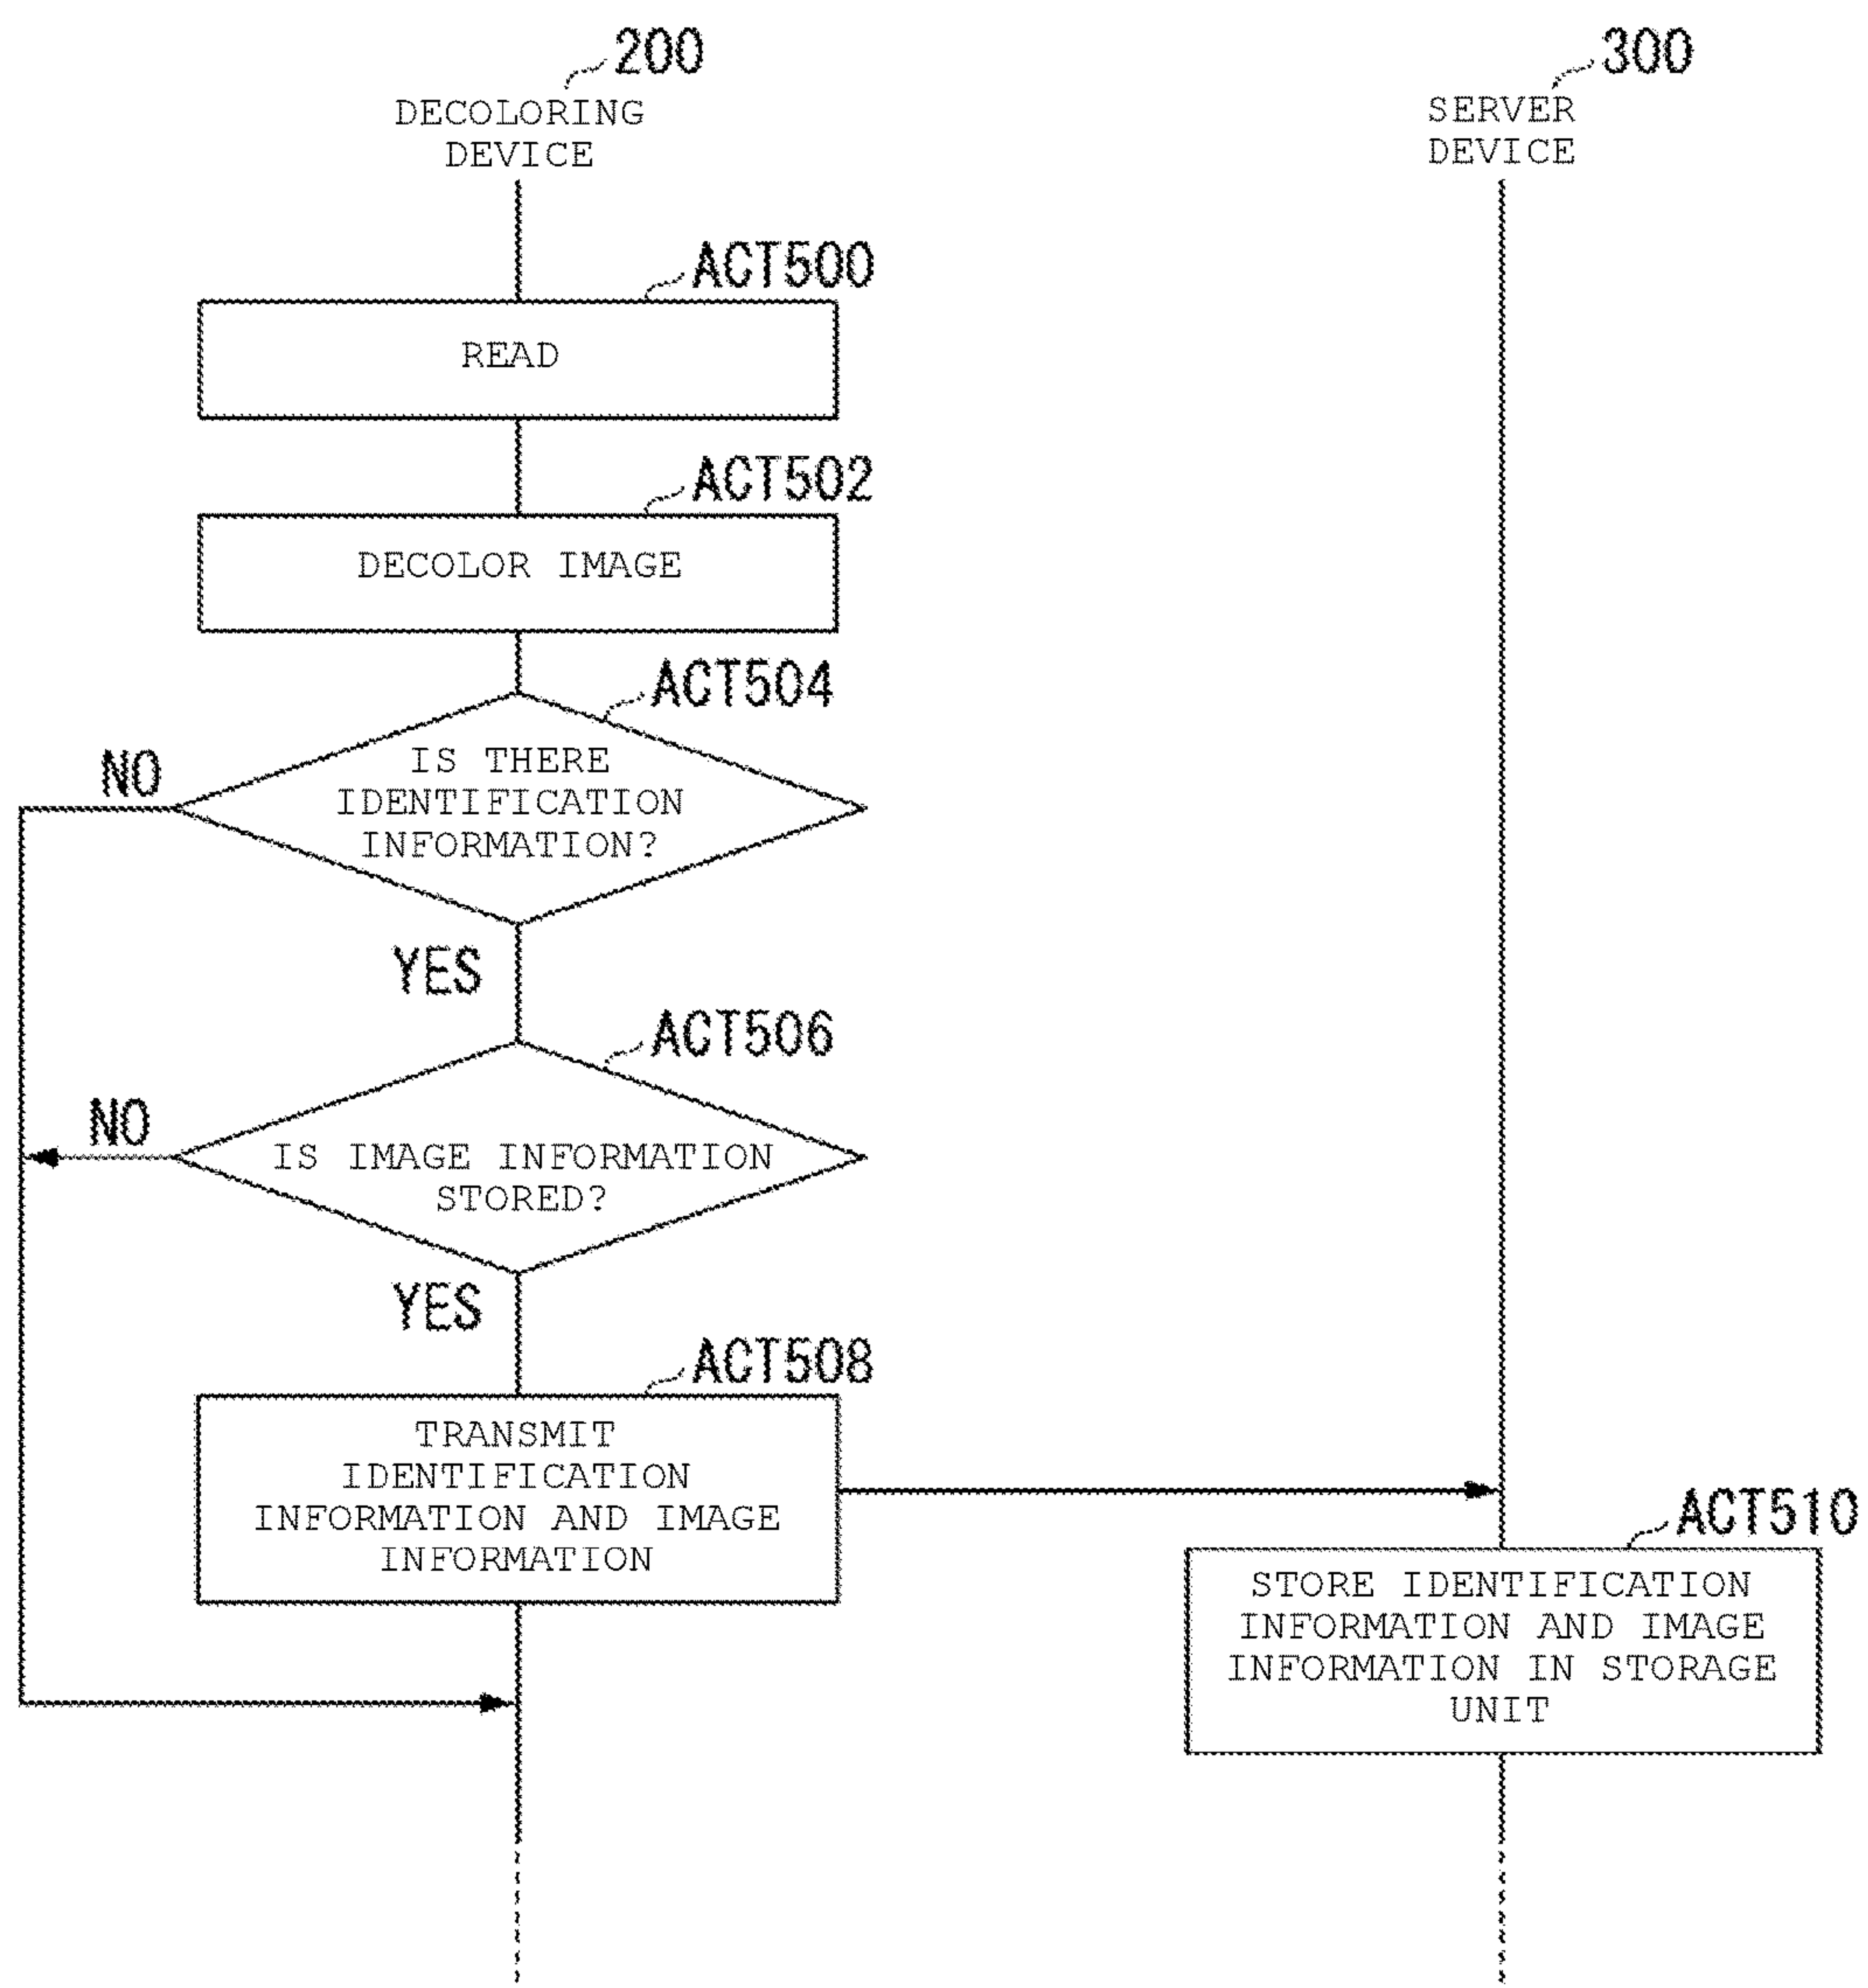 200
DECOLORING
DEVICE
300
SERVER
DEVICE
ACT500
READ
ACT502
DECOLOR IMAGE
ACT504
NO
IS THERE
IDENTIFICATION
INFORMATION?
YES
ACT506
NO
IS IMAGE INFORMATION
STORED?
YES
ACT508
TRANSMIT
IDENTIFICATION
INFORMATION AND IMAGE
INFORMATION
ACT510
STORE IDENTIFICATION
INFORMATION AND IMAGE
INFORMATION IN STORAGE
UNIT